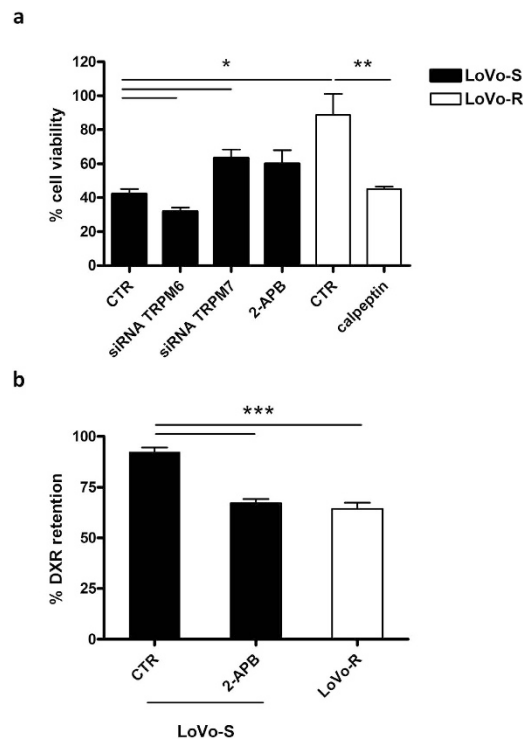 a
120
100
80
60
40
20
0
% cell viability
*
**
LoVo-S
LoVo-R
CTR
siRNA TRPM6
siRNA TRPM7
2-APB
CTR
calpeptin
b
100
75
50
25
0
% DXR retention
***
CTR
2-APB
LoVo-R
LoVo-S